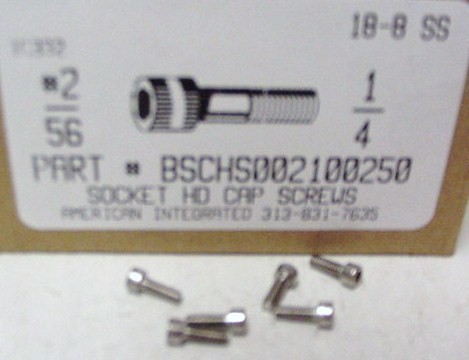 18-8 SS
#2
56
1
4
PART # BSCHS002100250
SOCKET HD CAP SCREWS
AMERICAN INTEGRATED 313-831-7635